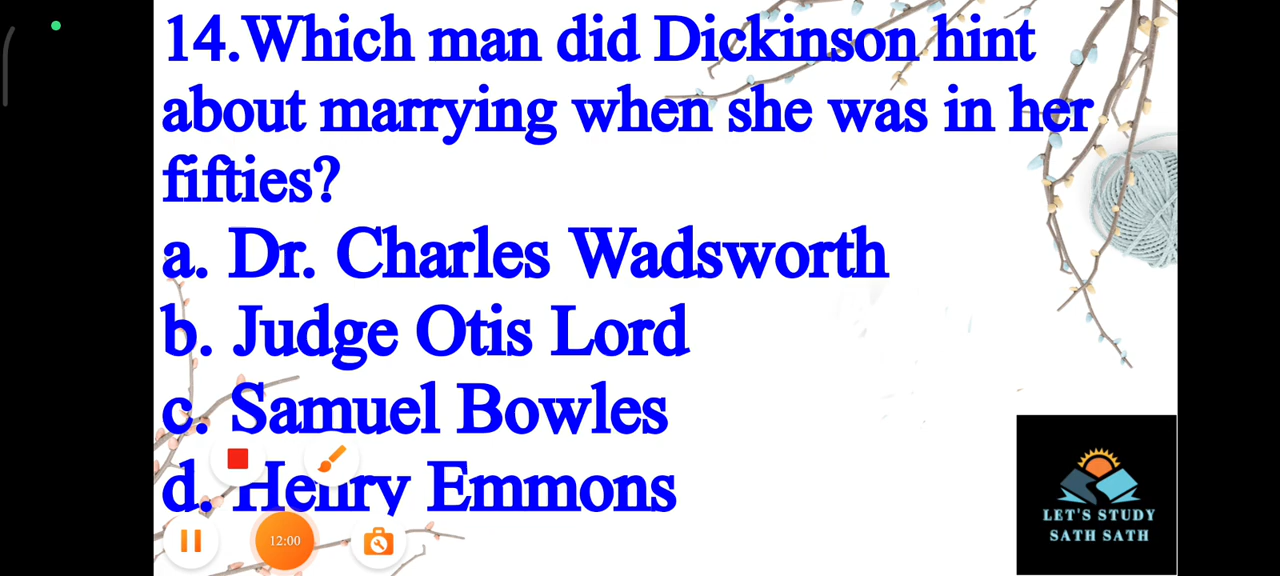 14.Which man did Dickinson hint
about marrying when she was in her
fifties?
a. Dr. Charles Wadsworth
b. Judge Otis Lord
c. Samuel Bowles
d. Henry Emmons
12:00
LET'S STUDY
SATH SATH